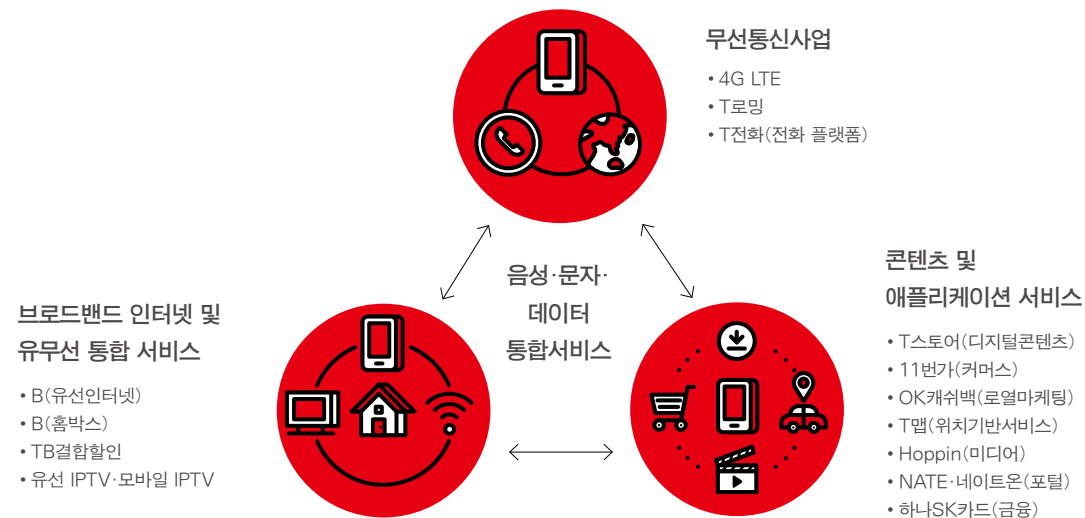 무선통신사업
• 4G LTE
• T로밍
• T전화(전화 플랫폼)
음성·문자·
데이터
통합서비스
브로드밴드 인터넷 및
유무선 통합 서비스
• B(유선인터넷)
• B(홈박스)
• TB결합할인
• 유선 IPTV·모바일 IPTV
콘텐츠 및
애플리케이션 서비스
• T스토어(디지털콘텐츠)
• 11번가(커머스)
• OK캐쉬백(로열마케팅)
• T맵(위치기반서비스)
• Hoppin(미디어)
• NATE·네이트온(포털)
• 하나SK카드(금융)